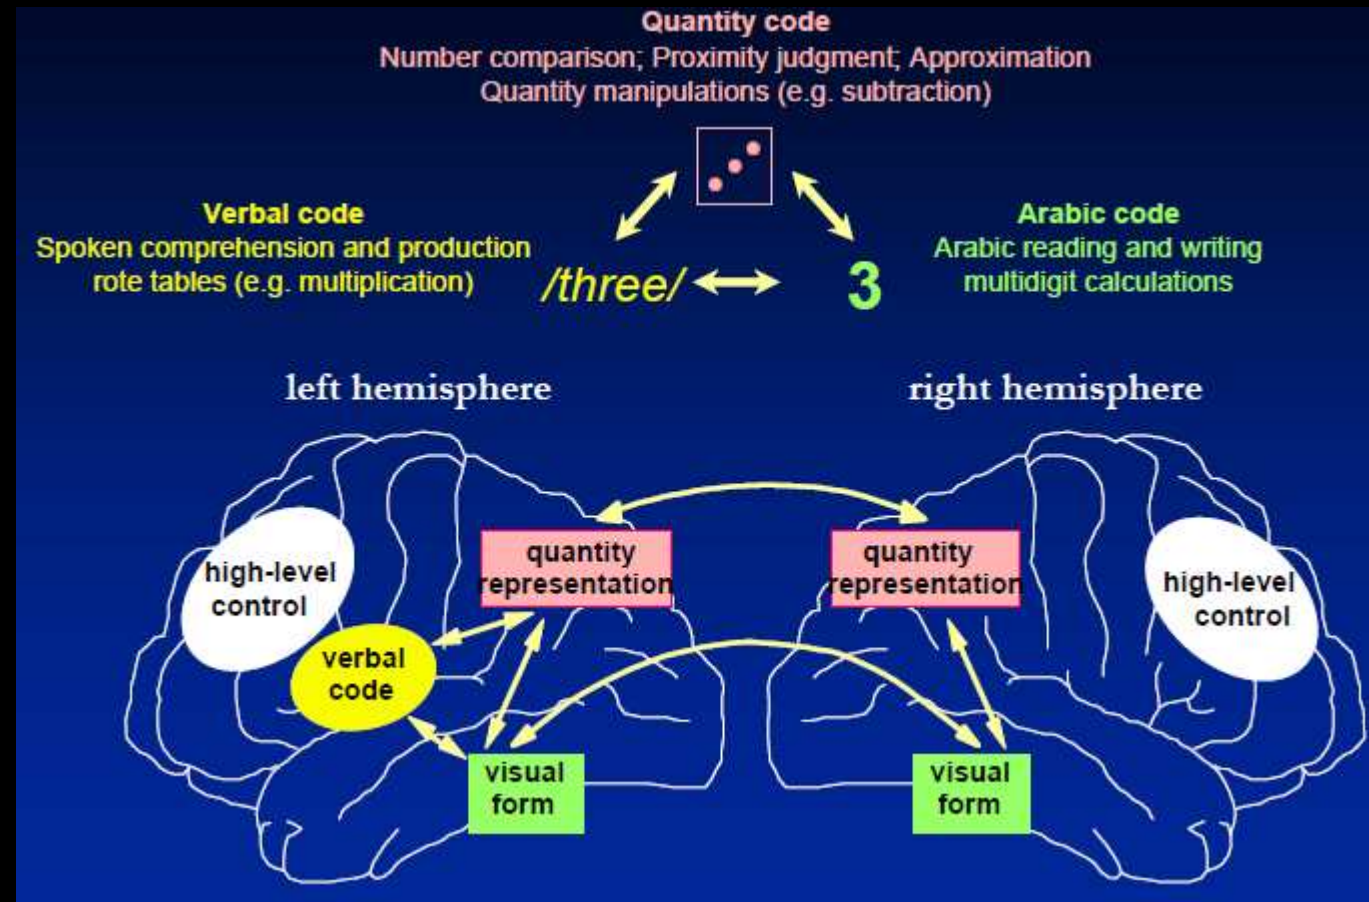 Quantity code
Number comparison; Proximity judgment; Approximation
Quantity manipulations (e.g. subtraction)
Verbal code
Spoken comprehension and production
rote tables (e.g. multiplication)
/three/
3
Arabic code
Arabic reading and writing
multidigit calculations
left hemisphere
right hemisphere
high-level
control
verbal
code
quantity
representation
visual
form
quantity
representation
visual
form
high-level
control